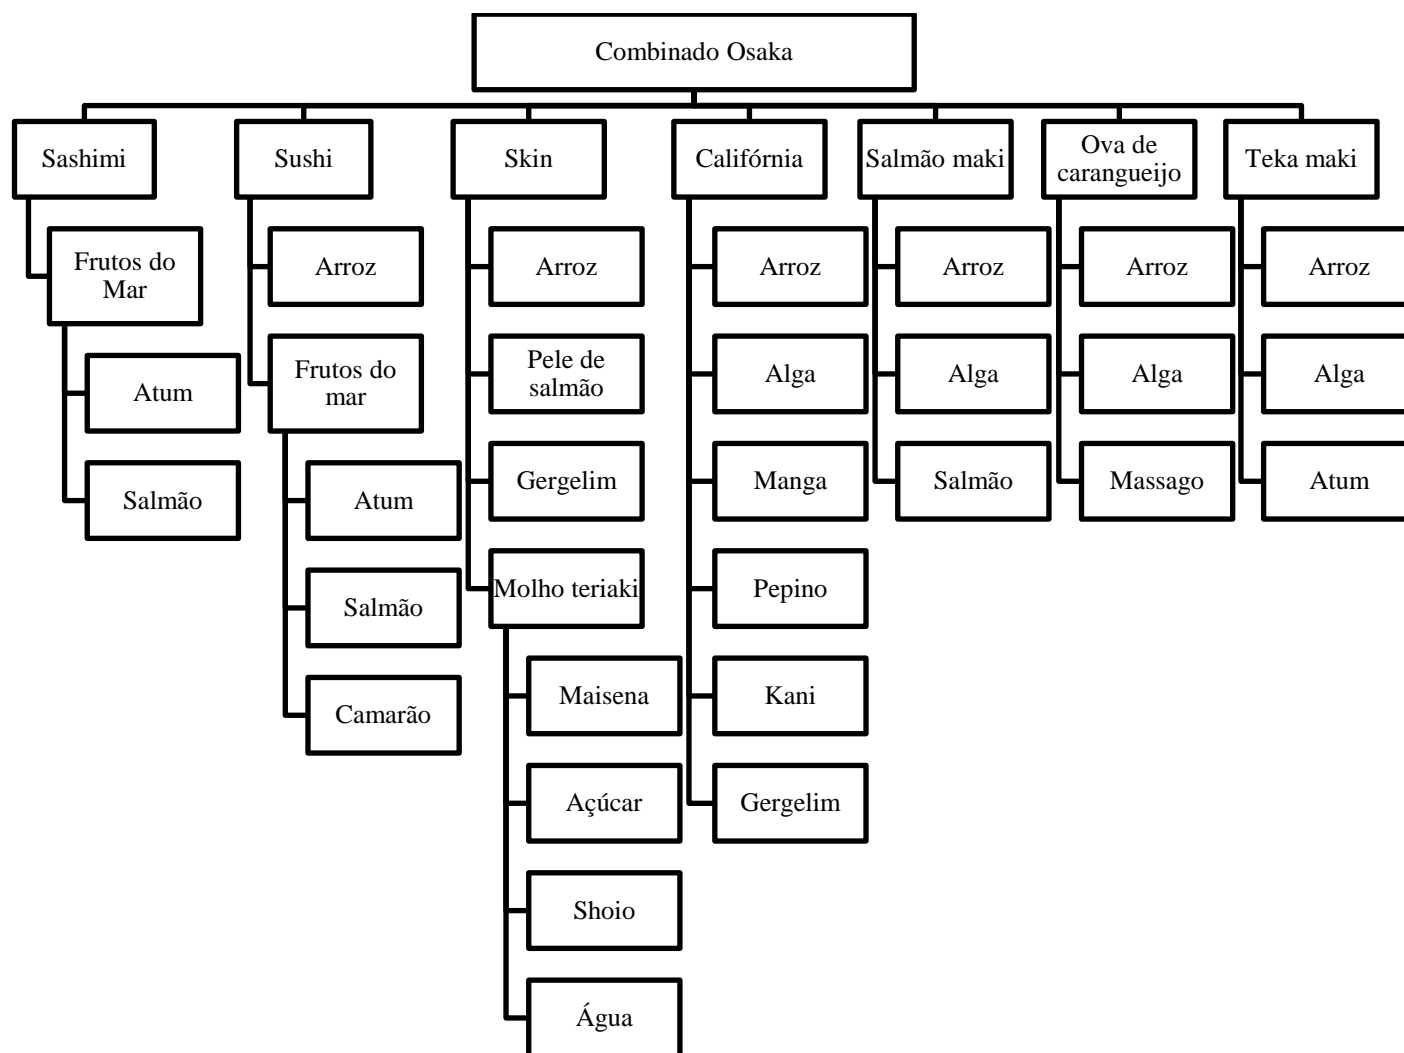 Combinado Osaka
Sashimi
Frutos do
Mar
Atum
Salmão
Sushi
Arroz
Frutos do
mar
Atum
Salmão
Camarão
Skin
Arroz
Pele de
salmão
Gergelim
Molho teriaki
Maisena
Açúcar
Shoio
Água
Califórnia
Arroz
Alga
Manga
Pepino
Kani
Gergelim
Salmão maki
Arroz
Alga
Salmão
Ova de
carangueijo
Arroz
Alga
Massago
Teka maki
Arroz
Alga
Atum